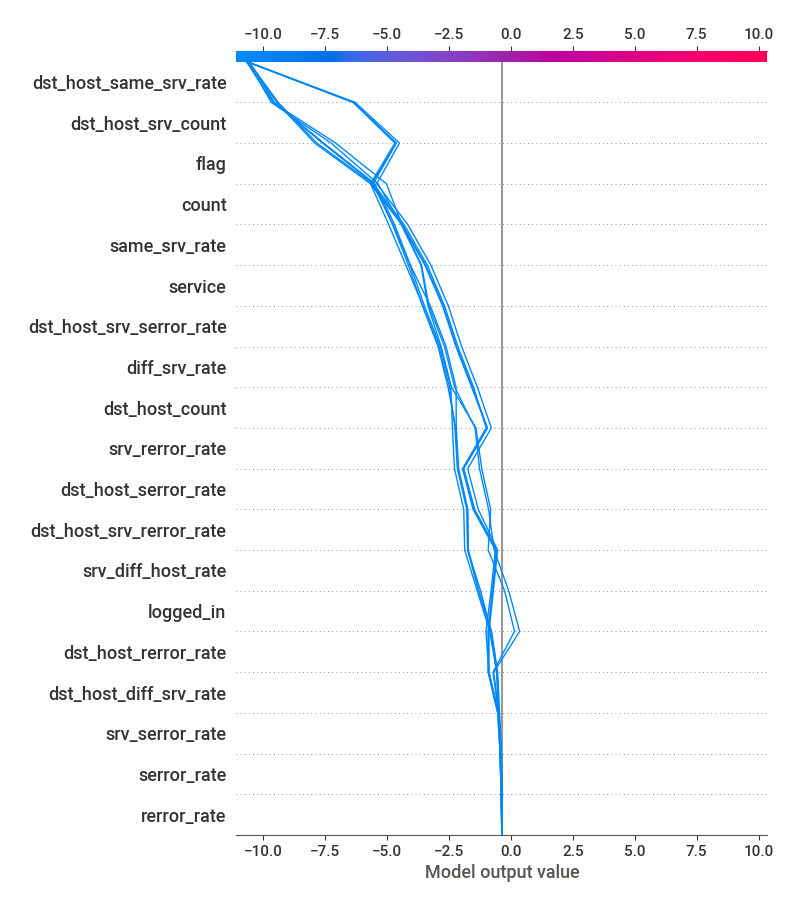 −10.0 −7.5 −5.0 −2.5 0.0 2.5 5.0 7.5 10.0
dst_host_same_srv_rate
dst_host_srv_count
flag
count
same_srv_rate
service
dst_host_srv_serror_rate
diff_srv_rate
dst_host_count
srv_rerror_rate
dst_host_serror_rate
dst_host_srv_rerror_rate
srv_diff_host_rate
logged_in
dst_host_rerror_rate
dst_host_diff_srv_rate
srv_serror_rate
serror_rate
rerror_rate
−10.0 −7.5 −5.0 −2.5 0.0 2.5 5.0 7.5 10.0
Model output value